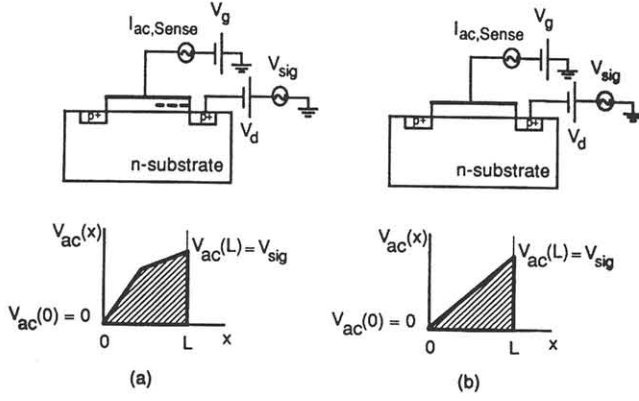 V_g
I_ac,Sense
V_sig
V_d
p+
p+
n-substrate
V_ac(x)
V_ac(L) = V_sig
V_ac(0) = 0
0
L
x
(a)
V_g
I_ac,Sense
V_sig
V_d
p+
p+
n-substrate
V_ac(x)
V_ac(L) = V_sig
V_ac(0) = 0
0
L
x
(b)